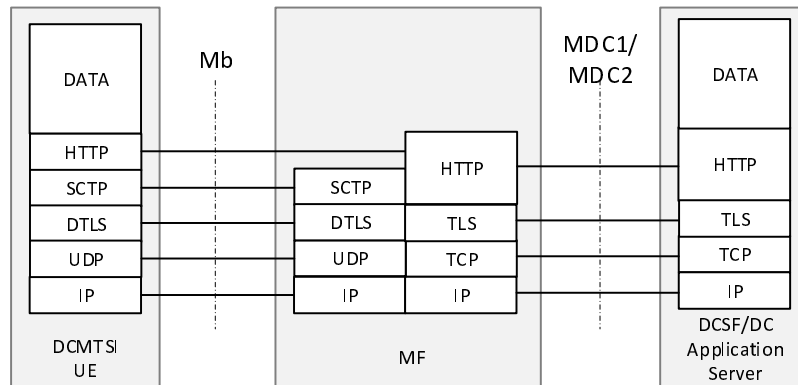 Mb
MDC1/
MDC2
DATA
HTTP
SCTP
DTLS
UDP
IP
DCMTSI
UE
SCTP
DTLS
UDP
IP
HTTP
TLS
TCP
IP
MF
DATA
HTTP
TLS
TCP
IP
DCSF/DC
Application
Server